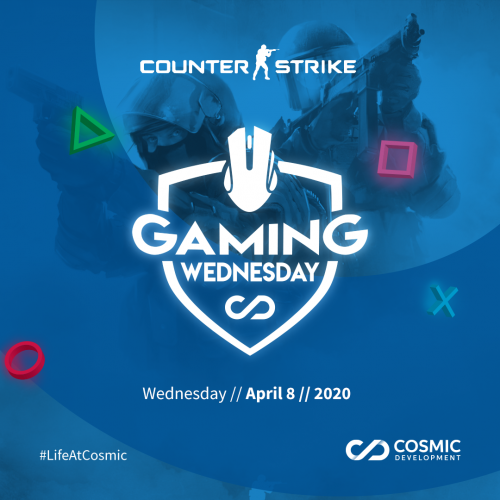 COUNTER STRIKE
GAMING
WEDNESDAY
Wednesday // April 8 // 2020
#LifeAtCosmic
COSMIC
DEVELOPMENT